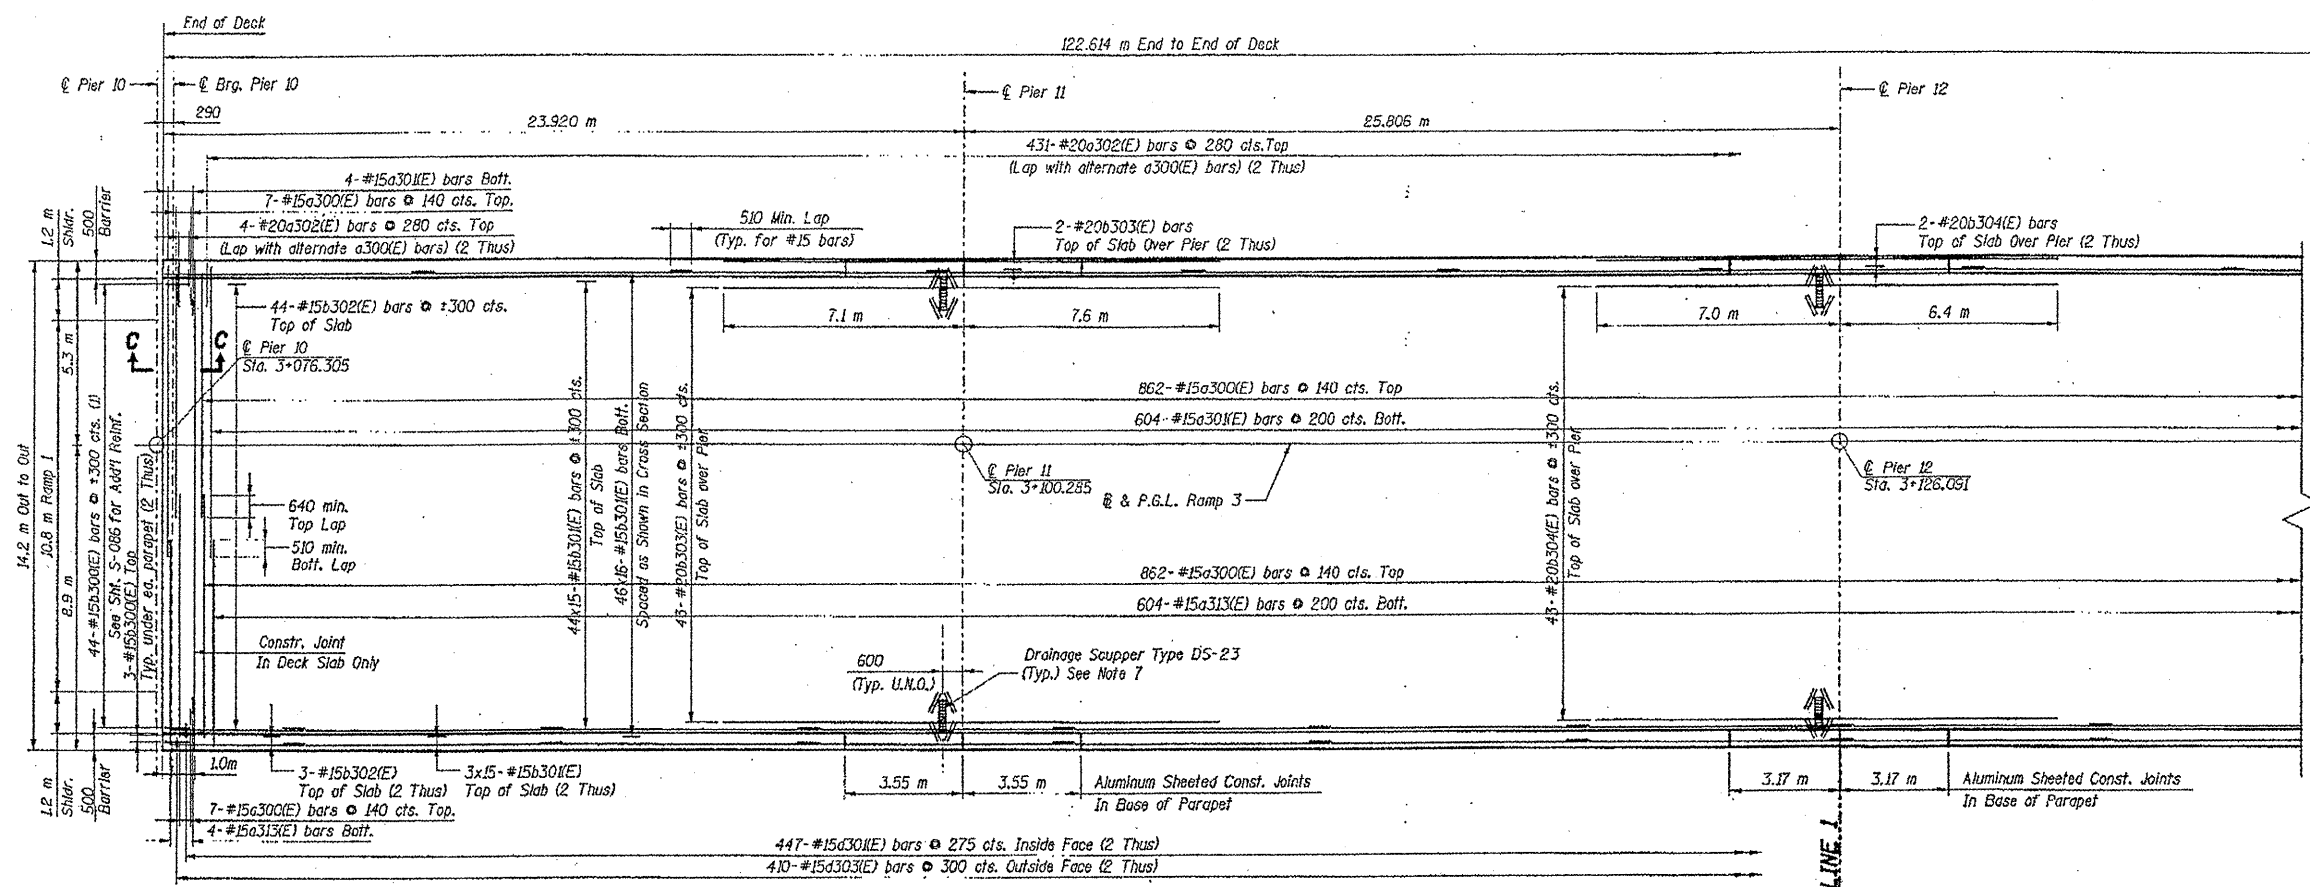 End of Deck
122.614 m End to End of Deck
℄ Pier 10
℄ Brg. Pier 10
℄ Pier 11
℄ Pier 12
290
23.920 m
25.806 m
431-#20a302(E) bars @ 280 cts. Top
(Lap with alternate a300(E) bars) (2 Thus)
4-#15a301(E) bars Bott.
7-#15a300(E) bars @ 140 cts. Top.
4-#20a302(E) bars @ 280 cts. Top
(Lap with alternate a300(E) bars) (2 Thus)
1.2 m
Shldr.
500
Barrier
510 Min. Lap
(Typ. for #15 bars)
2-#20b303(E) bars
Top of Slab Over Pier (2 Thus)
2-#20b304(E) bars
Top of Slab Over Pier (2 Thus)
44-#15b302(E) bars @ ±300 cts.
Top of Slab
7.1 m
7.6 m
7.0 m
6.4 m
C
C
℄ Pier 10
Sta. 3+076.305
5.3 m
862-#15a300(E) bars @ 140 cts. Top
604-#15a301(E) bars @ 200 cts. Bott.
14.2 m Out to Out
10.8 m Ramp 1
8.9 m
44-#15b300(E) bars @ ±300 cts. (1)
See Sht. S-086 for Add'l Reinf.
3-#15b300(E) Top
Typ. under ea. parapet (2 Thus)
44x15-#15b301(E) bars @ ±300 cts.
Top of Slab
46x16-#15b301(E) bars Bott.
Spaced as Shown in Cross Section
43-#20b303(E) bars @ ±300 cts.
Top of Slab over Pier
43-#20b304(E) bars @ ±300 cts.
Top of Slab over Pier
℄ Pier 11
Sta. 3+100.285
℄ Pier 12
Sta. 3+126.091
& P.G.L. Ramp 3
640 min.
Top Lap
510 min.
Bott. Lap
862-#15a300(E) bars @ 140 cts. Top
604-#15a313(E) bars @ 200 cts. Bott.
Constr. Joint
In Deck Slab Only
600
(Typ. U.N.O.)
Drainage Scupper Type DS-23
(Typ.) See Note 7
1.0m
1.2 m
Shldr.
500
Barrier
3-#15b302(E)
Top of Slab (2 Thus)
3x15-#15b301(E)
Top of Slab (2 Thus)
3.55 m
3.55 m
Aluminum Sheeted Const. Joints
In Base of Parapet
3.17 m
3.17 m
Aluminum Sheeted Const. Joints
In Base of Parapet
7-#15a300(E) bars @ 140 cts. Top.
4-#15a313(E) bars Bott.
447-#15d301(E) bars @ 275 cts. Inside Face (2 Thus)
410-#15d303(E) bars @ 300 cts. Outside Face (2 Thus)
LINE 1